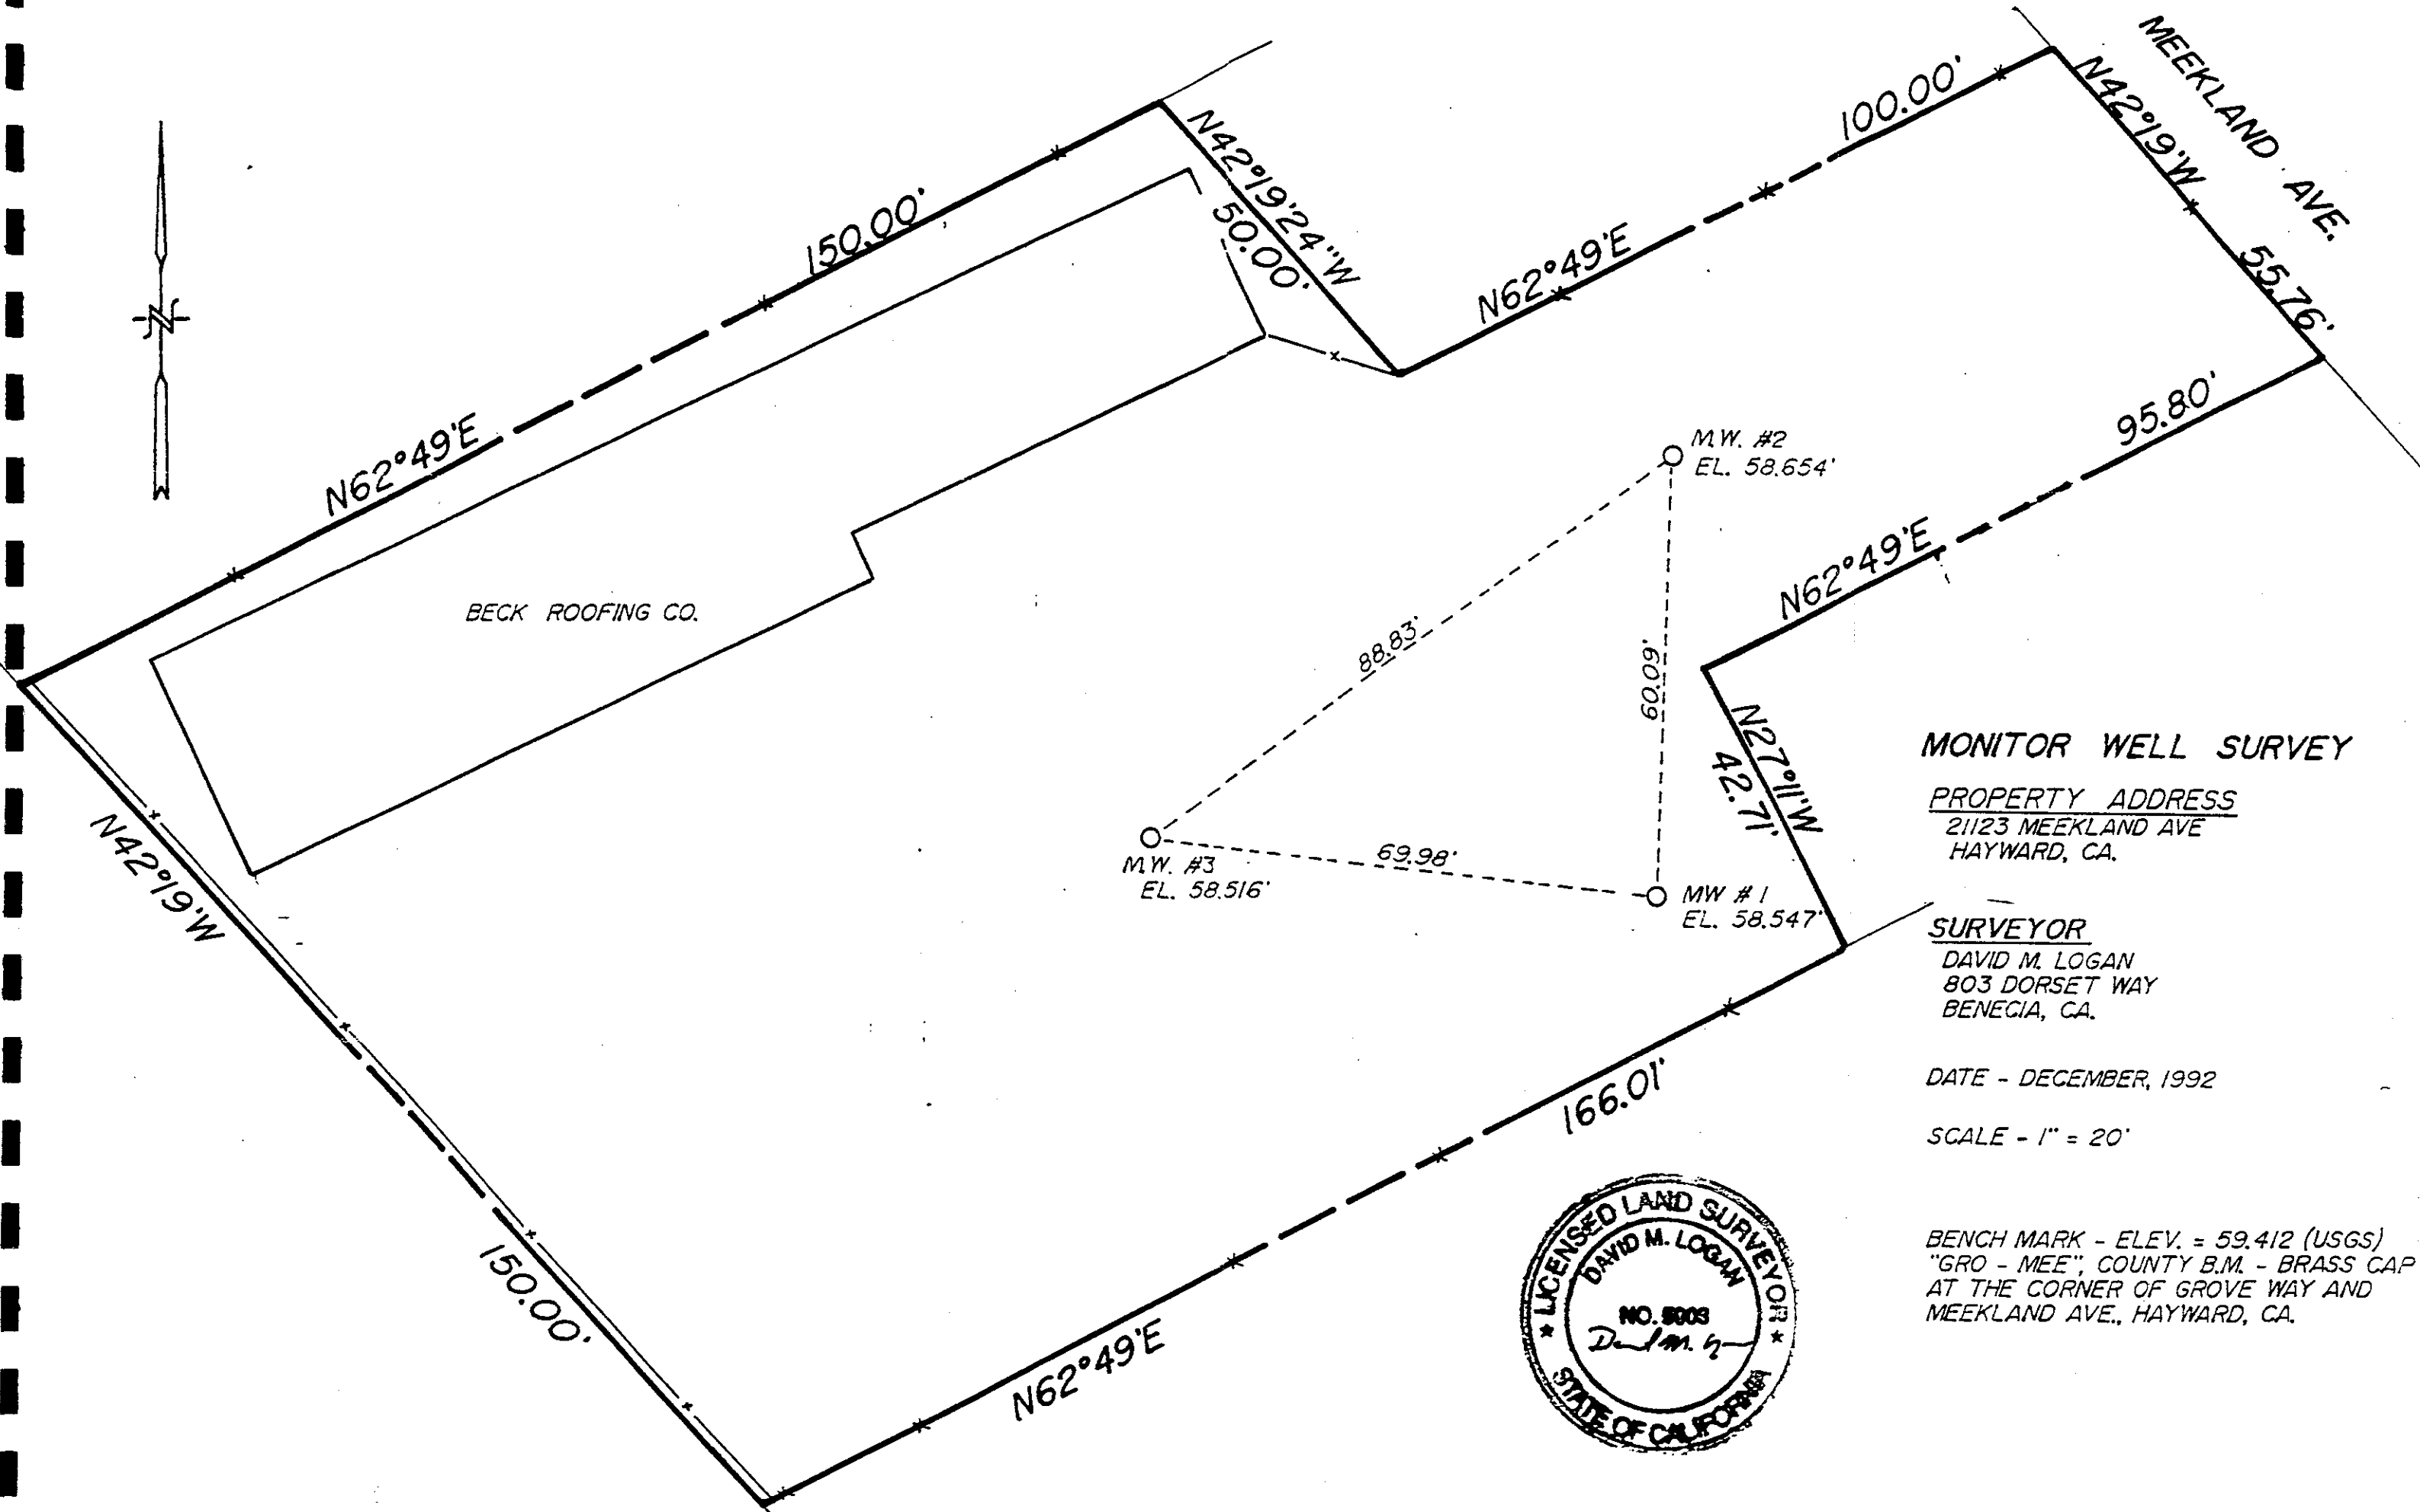 MEEKLAND AVE.
N42°19'W
55.76'
100.00'
N62°49'E
N42°19'24"W
50.00'
150.00'
N62°49'E
N
BECK ROOFING CO.
M.W. #2
EL. 58.654'
95.80'
N62°49'E
88.83'
60.09'
69.98'
M.W. #3
EL. 58.516'
MW #1
EL. 58.547'
N27°11'W
42.71'
N42°19'W
150.00'
N62°49'E
166.01'
MONITOR WELL SURVEY
PROPERTY ADDRESS
21123 MEEKLAND AVE
HAYWARD, CA.
SURVEYOR
DAVID M. LOGAN
803 DORSET WAY
BENECIA, CA.
DATE - DECEMBER, 1992
SCALE - 1" = 20'
BENCH MARK - ELEV. = 59.412 (USGS)
"GRO - MEE", COUNTY B.M. - BRASS CAP
AT THE CORNER OF GROVE WAY AND
MEEKLAND AVE., HAYWARD, CA.
LICENSED LAND SURVEYOR
DAVID M. LOGAN
NO. 5903
STATE OF CALIFORNIA